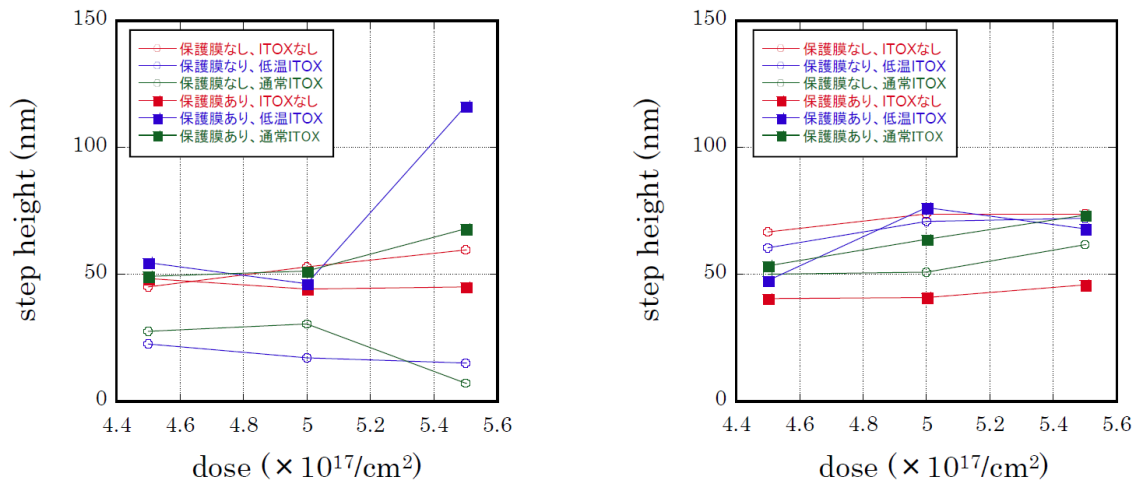 150
100
50
0
step height (nm)
保護膜なし、ITOXなし
保護膜なり、低温ITOX
保護膜なし、通常ITOX
保護膜あり、ITOXなし
保護膜あり、低温ITOX
保護膜あり、通常ITOX
4.4 4.6 4.8 5 5.2 5.4 5.6
dose (×10¹⁷/cm²)
150
100
50
0
step height (nm)
保護膜なし、ITOXなし
保護膜なり、低温ITOX
保護膜なし、通常ITOX
保護膜あり、ITOXなし
保護膜あり、低温ITOX
保護膜あり、通常ITOX
4.4 4.6 4.8 5 5.2 5.4 5.6
dose (×10¹⁷/cm²)